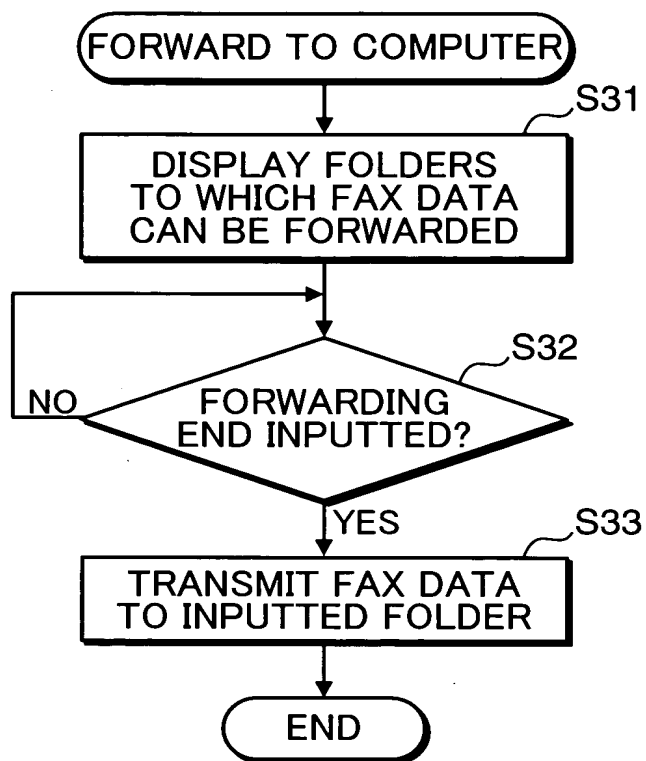 FORWARD TO COMPUTER
S31
DISPLAY FOLDERS
TO WHICH FAX DATA
CAN BE FORWARDED
S32
FORWARDING
END INPUTTED?
NO
YES
S33
TRANSMIT FAX DATA
TO INPUTTED FOLDER
END